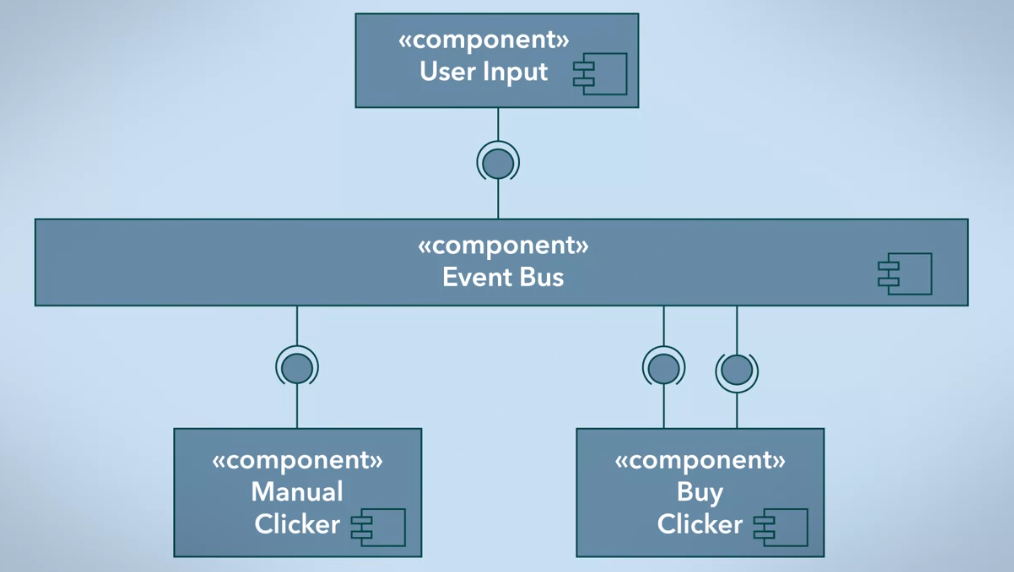 «component»
User Input
«component»
Event Bus
«component»
Manual
Clicker
«component»
Buy
Clicker